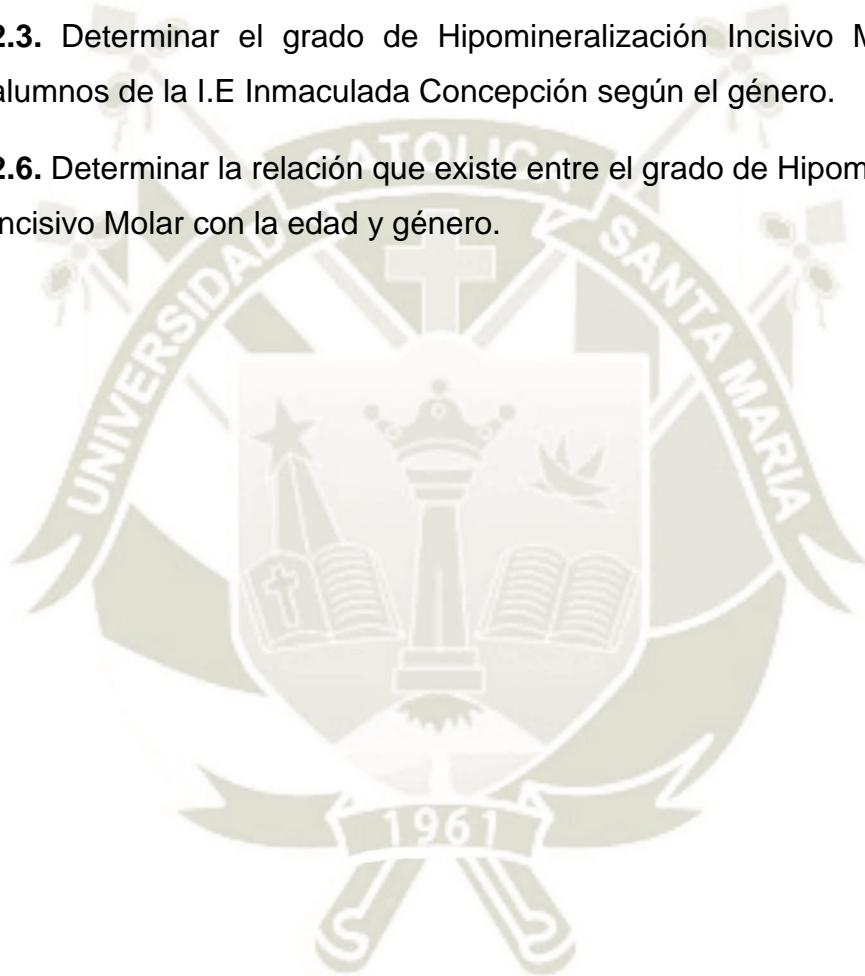 2.3. Determinar el grado de Hipomineralización Incisivo M
alumnos de la I.E Inmaculada Concepción según el género.
2.6. Determinar la relación que existe entre el grado de Hipom
Incisivo Molar con la edad y género.
UNIVERSIDAD CATOLICA SANTA MARIA
1961